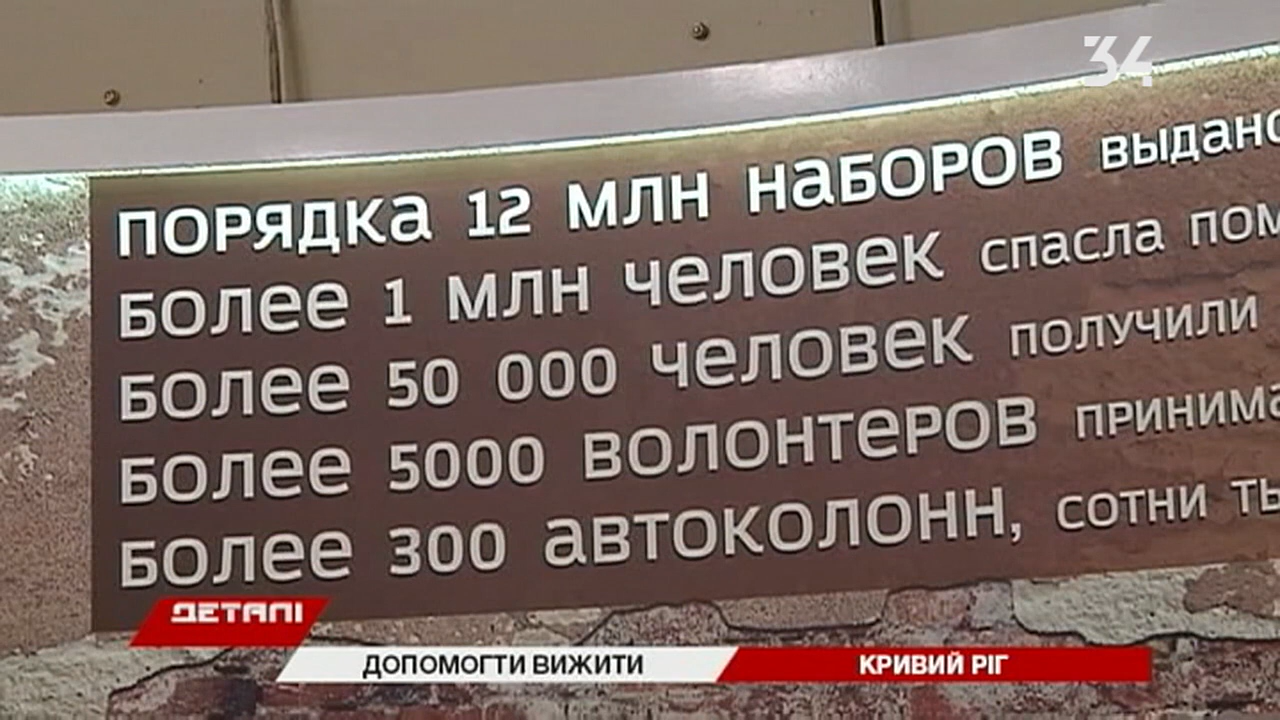 34
ПОРЯДКА 12 МЛН НАБОРОВ выдано
БОЛЕЕ 1 МЛН ЧЕЛОВЕК спасла
БОЛЕЕ 50 000 ЧЕЛОВЕК получили
БОЛЕЕ 5000 ВОЛОНТЕРОВ
БОЛЕЕ 300 АВТОКОЛОНН, сотни
ДЕТАЛІ
ДОПОМОГТИ ВИЖИТИ
КРИВИЙ РІГ